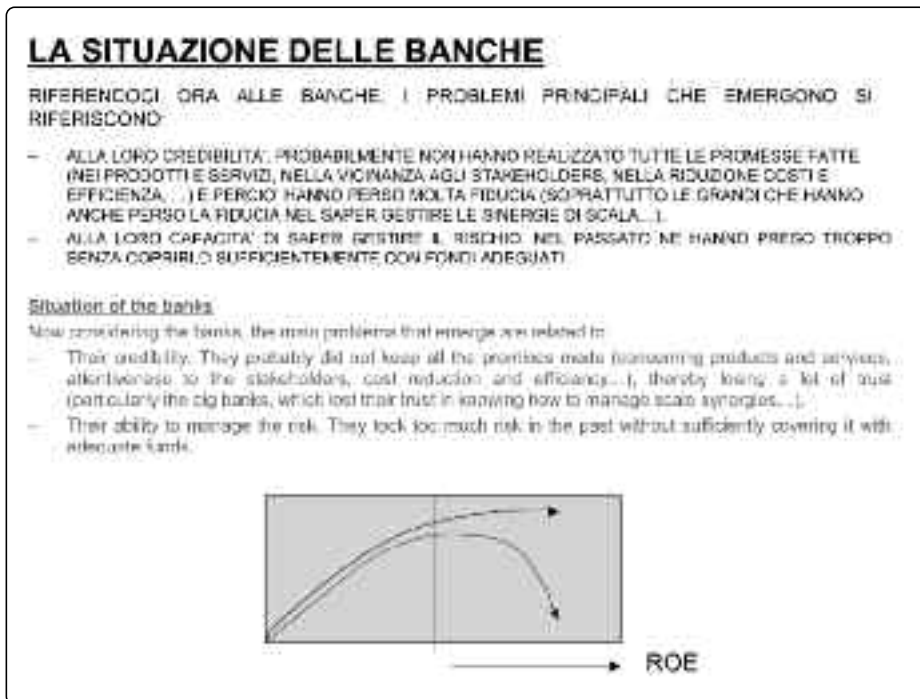 LA SITUAZIONE DELLE BANCHE
RIFERENDOCI ORA ALLE BANCHE, I PROBLEMI PRINCIPALI CHE EMERGONO SI
RIFERISCONO:
– ALLA LORO CREDIBILITA'. PROBABILMENTE NON HANNO REALIZZATO TUTTE LE PROMESSE FATTE
(NEI PRODOTTI E SERVIZI, NELLA VICINANZA AGLI STAKEHOLDERS, NELLA RIDUZIONE COSTI E
EFFICIENZA, …) E PERCIO' HANNO PERSO MOLTA FIDUCIA (SOPRATTUTTO LE GRANDI CHE HANNO
ANCHE PERSO LA FIDUCIA NEL SAPER GESTIRE LE SINERGIE DI SCALA…).
– ALLA LORO CAPACITA' DI SAPER GESTIRE IL RISCHIO. NEL PASSATO NE HANNO PRESO TROPPO
SENZA COPRIRLO SUFFICIENTEMENTE CON FONDI ADEGUATI.
Situation of the banks
Now considering the banks, the main problems that emerge are related to:
– Their credibility. They probably did not keep all the promises made (concerning products and services,
attentiveness to the stakeholders, cost reduction and efficiency…), thereby losing a lot of trust
(particularly the big banks, which lost their trust in knowing how to manage scale synergies…).
– Their ability to manage the risk. They took too much risk in the past without sufficiently covering it with
adequate funds.
ROE